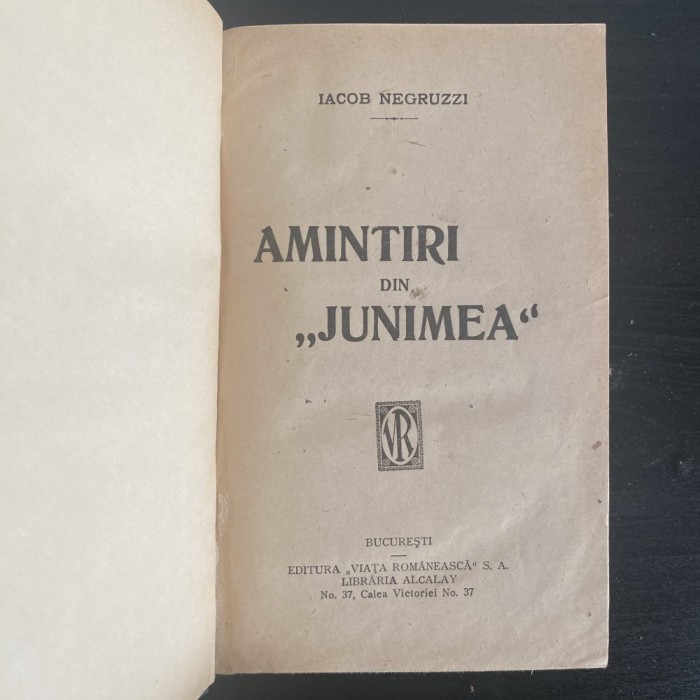 IACOB NEGRUZZI
AMINTIRI
DIN
„JUNIMEA“
VR
BUCUREŞTI
EDITURA „VIAŢA ROMÂNEASCĂ“ S. A.
LIBRĂRIA ALCALAY
No. 37, Calea Victoriei No. 37